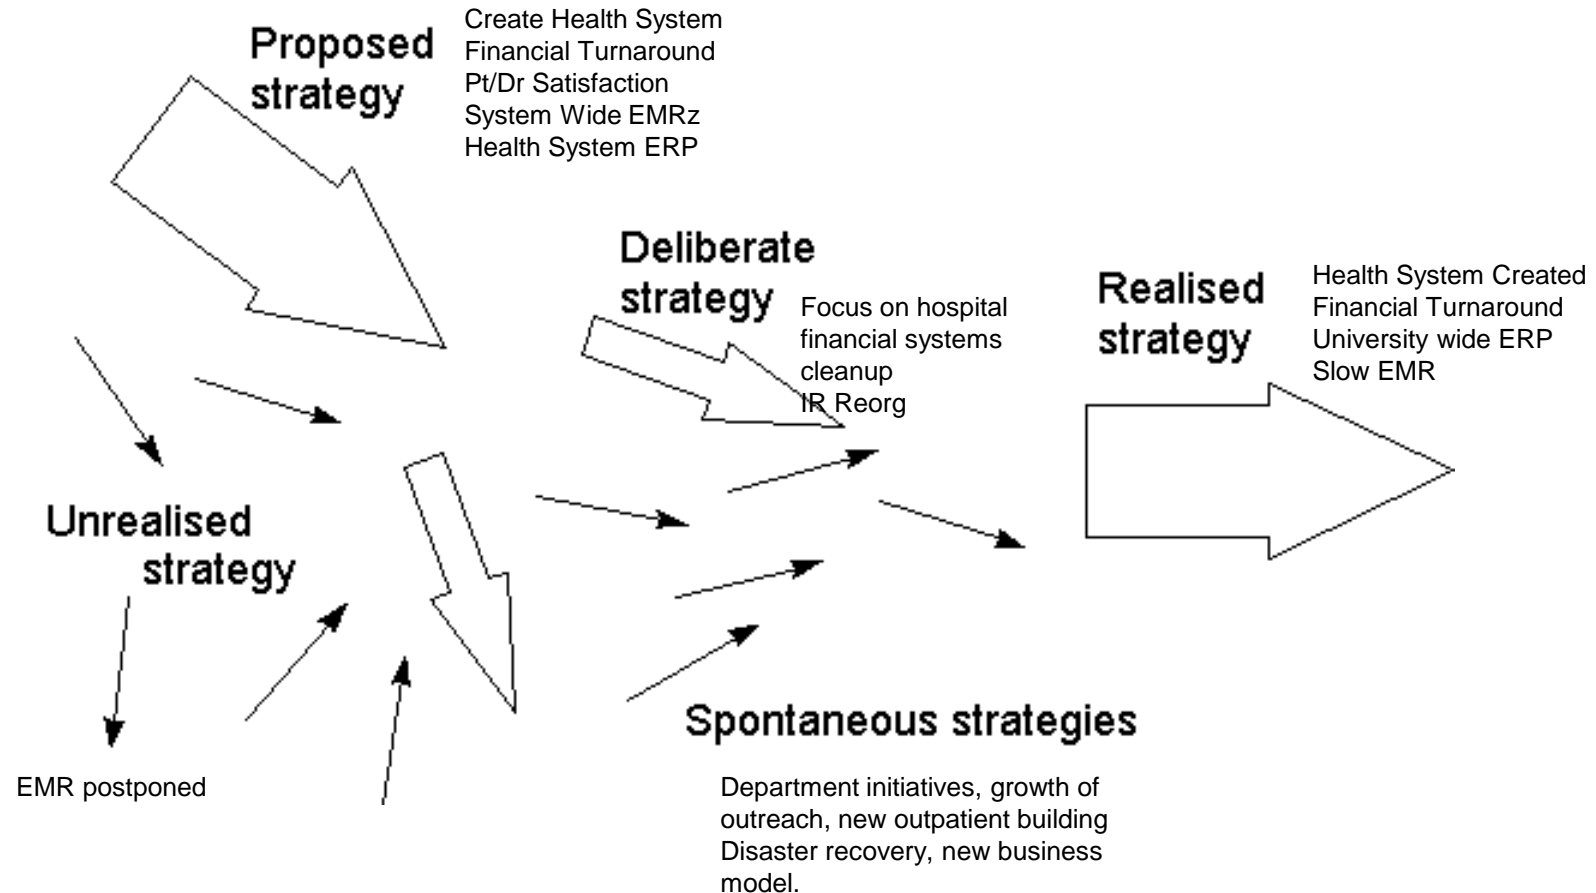 Proposed
strategy
Create Health System
Financial Turnaround
Pt/Dr Satisfaction
System Wide EMRz
Health System ERP
Deliberate
strategy
Focus on hospital
financial systems
cleanup
IR Reorg
Realised
strategy
Health System Created
Financial Turnaround
University wide ERP
Slow EMR
Unrealised
strategy
EMR postponed
Spontaneous strategies
Department initiatives, growth of
outreach, new outpatient building
Disaster recovery, new business
model.